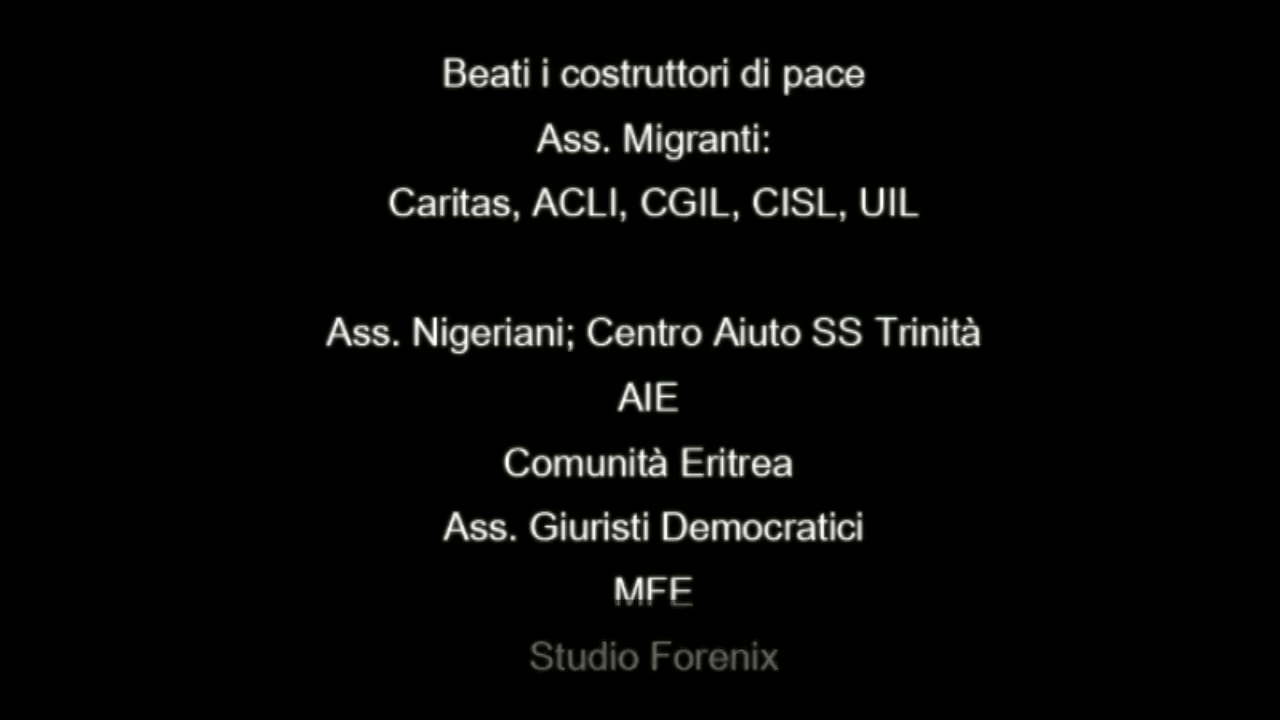 Beati i costruttori di pace
Ass. Migranti:
Caritas, ACLI, CGIL, CISL, UIL
Ass. Nigeriani; Centro Aiuto SS Trinità
AIE
Comunità Eritrea
Ass. Giuristi Democratici
MFE
Studio Forenix